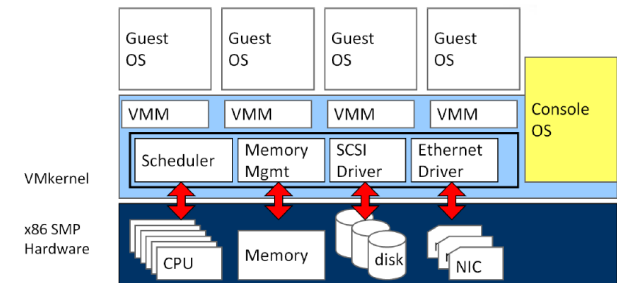 Guest
OS
Guest
OS
Guest
OS
Guest
OS
VMM
VMM
VMM
VMM
Console
OS
Scheduler
Memory
Mgmt
SCSI
Driver
Ethernet
Driver
VMkernel
x86 SMP
Hardware
CPU
Memory
disk
NIC